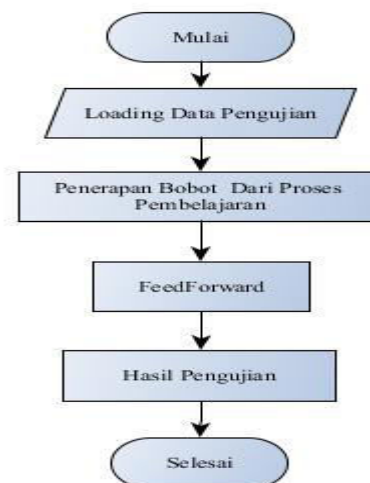 Mulai
Loading Data Pengujian
Penerapan Bobot Dari Proses
Pembelajaran
FeedForward
Hasil Pengujian
Selesai